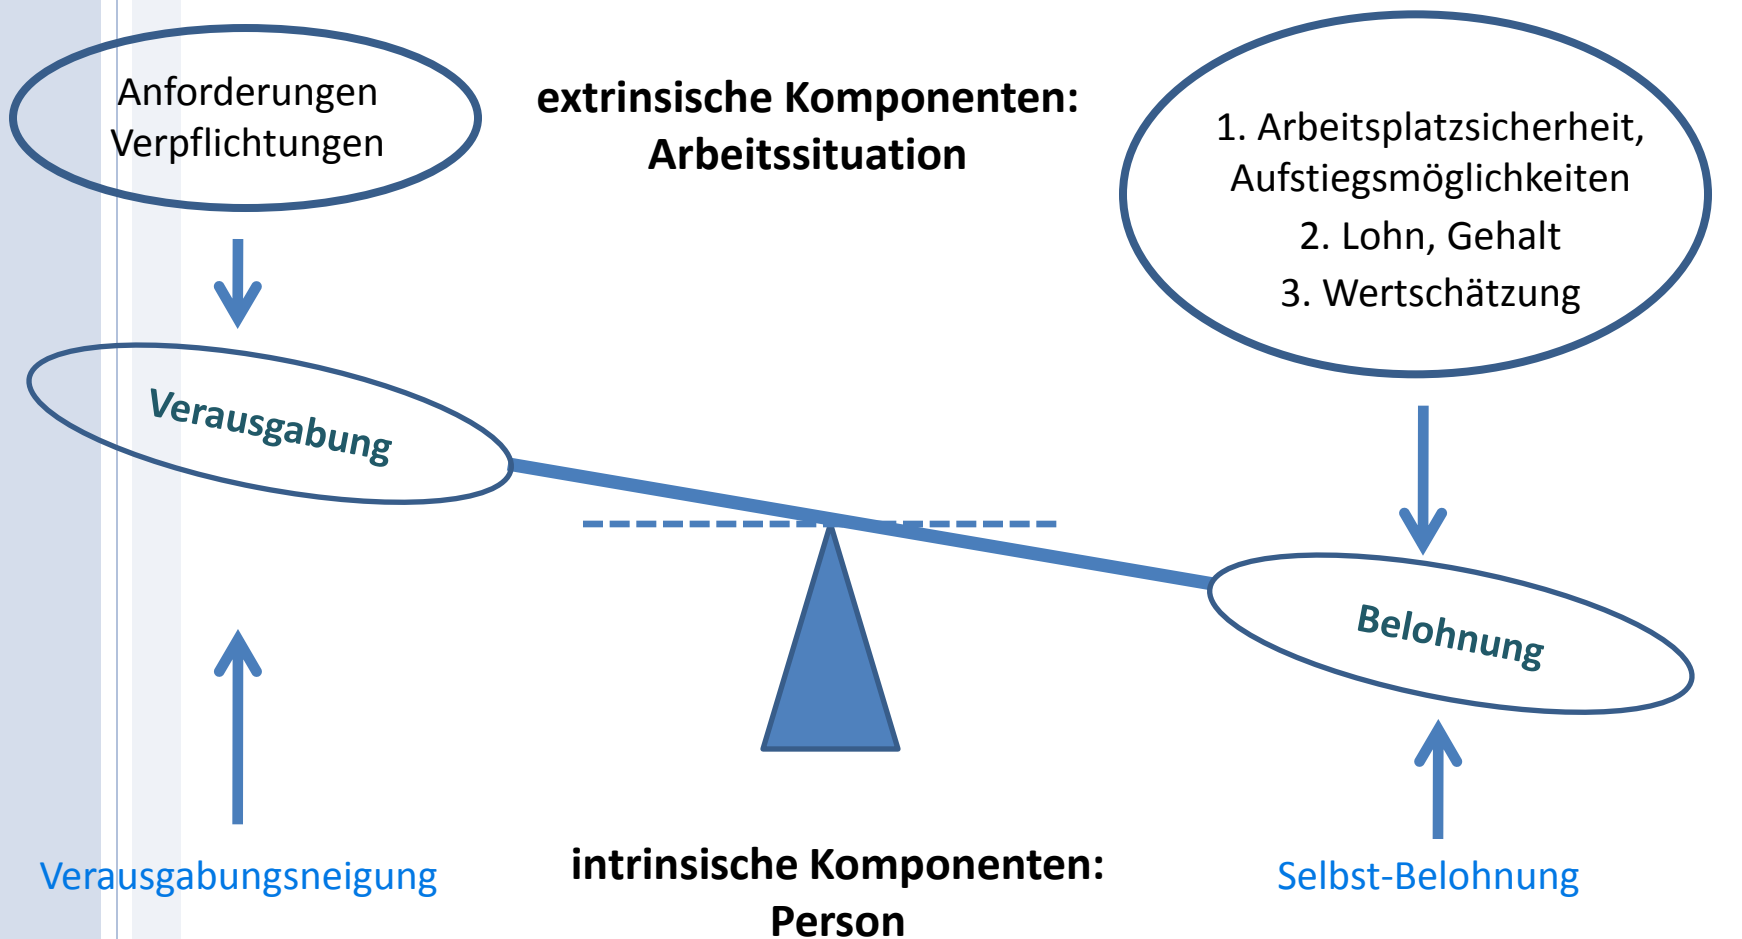 Anforderungen
Verpflichtungen
extrinsische Komponenten:
Arbeitssituation
1. Arbeitsplatzsicherheit,
Aufstiegsmöglichkeiten
2. Lohn, Gehalt
3. Wertschätzung
Verausgabung
Belohnung
Verausgabungsneigung
intrinsische Komponenten:
Person
Selbst-Belohnung